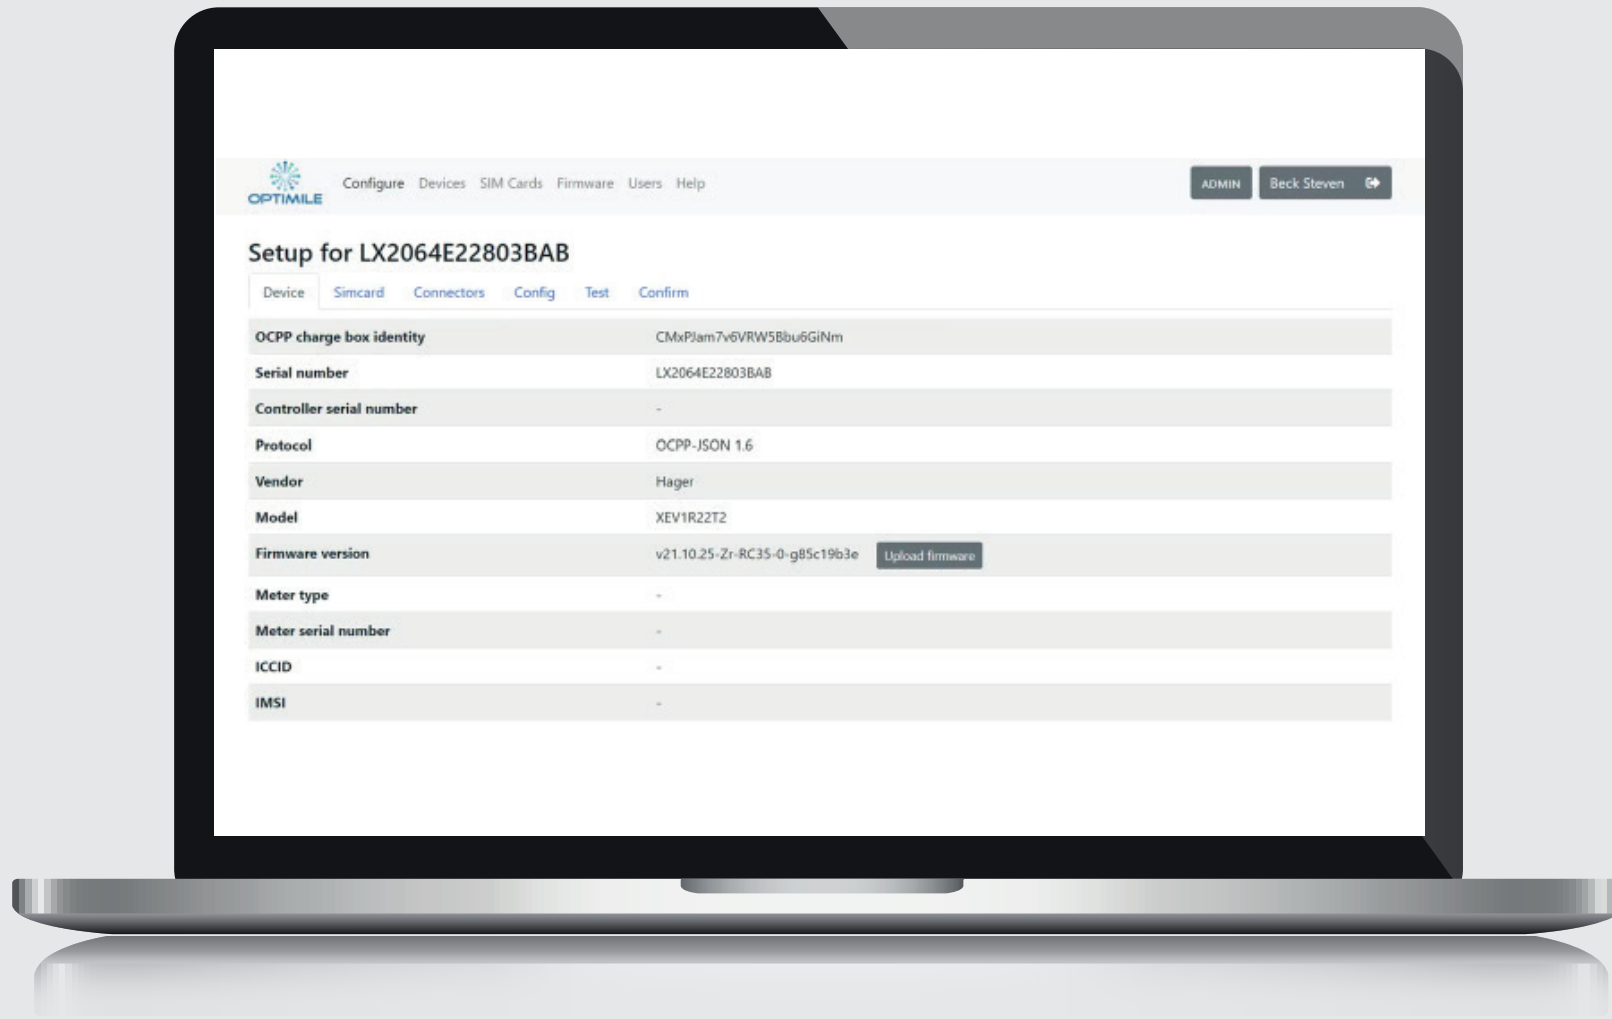 OPTIMILE Configure Devices SIM Cards Firmware Users Help ADMIN Beck Steven
Setup for LX2064E22803BAB
Device Simcard Connectors Config Test Confirm
OCPP charge box identity CMxPJam7v6VRW5Bbu6GiNm
Serial number LX2064E22803BAB
Controller serial number -
Protocol OCPP-JSON 1.6
Vendor Hager
Model XEV1R22T2
Firmware version v21.10.25-Zr-RC35-0-g85c19b3e Upload firmware
Meter type -
Meter serial number -
ICCID -
IMSI -